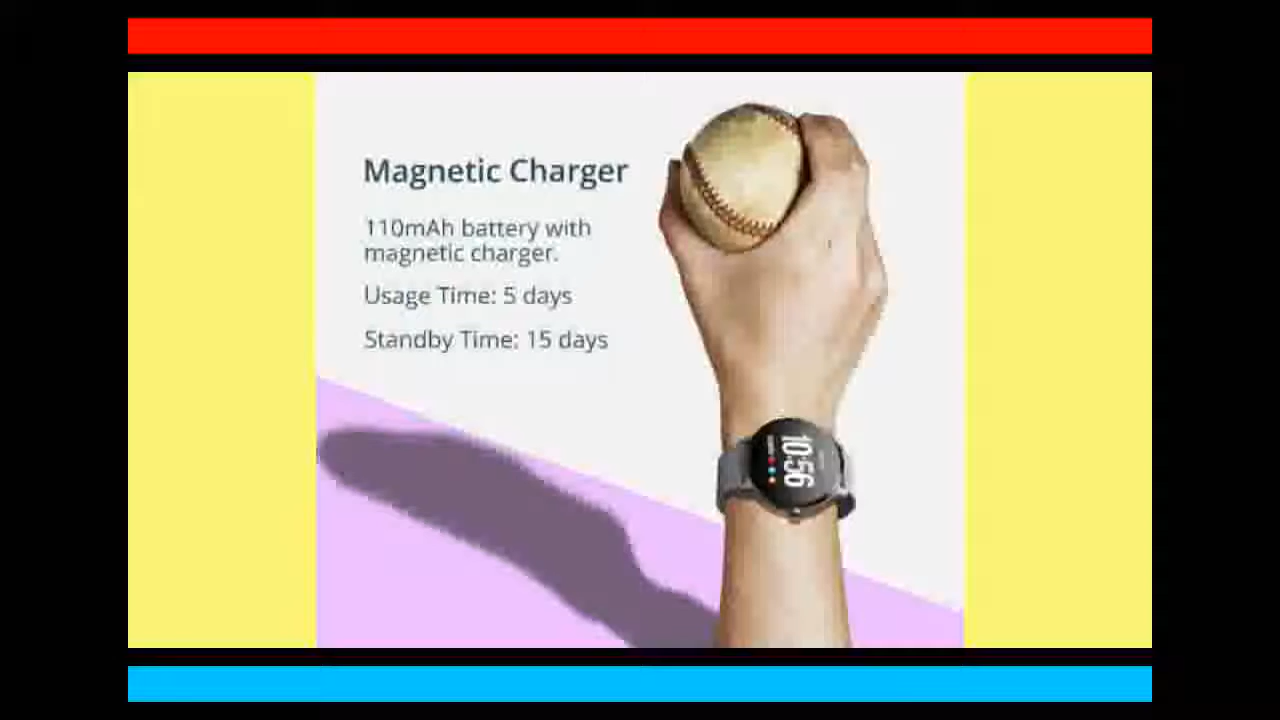 Magnetic Charger
110mAh battery with
magnetic charger.
Usage Time: 5 days
Standby Time: 15 days
10:56